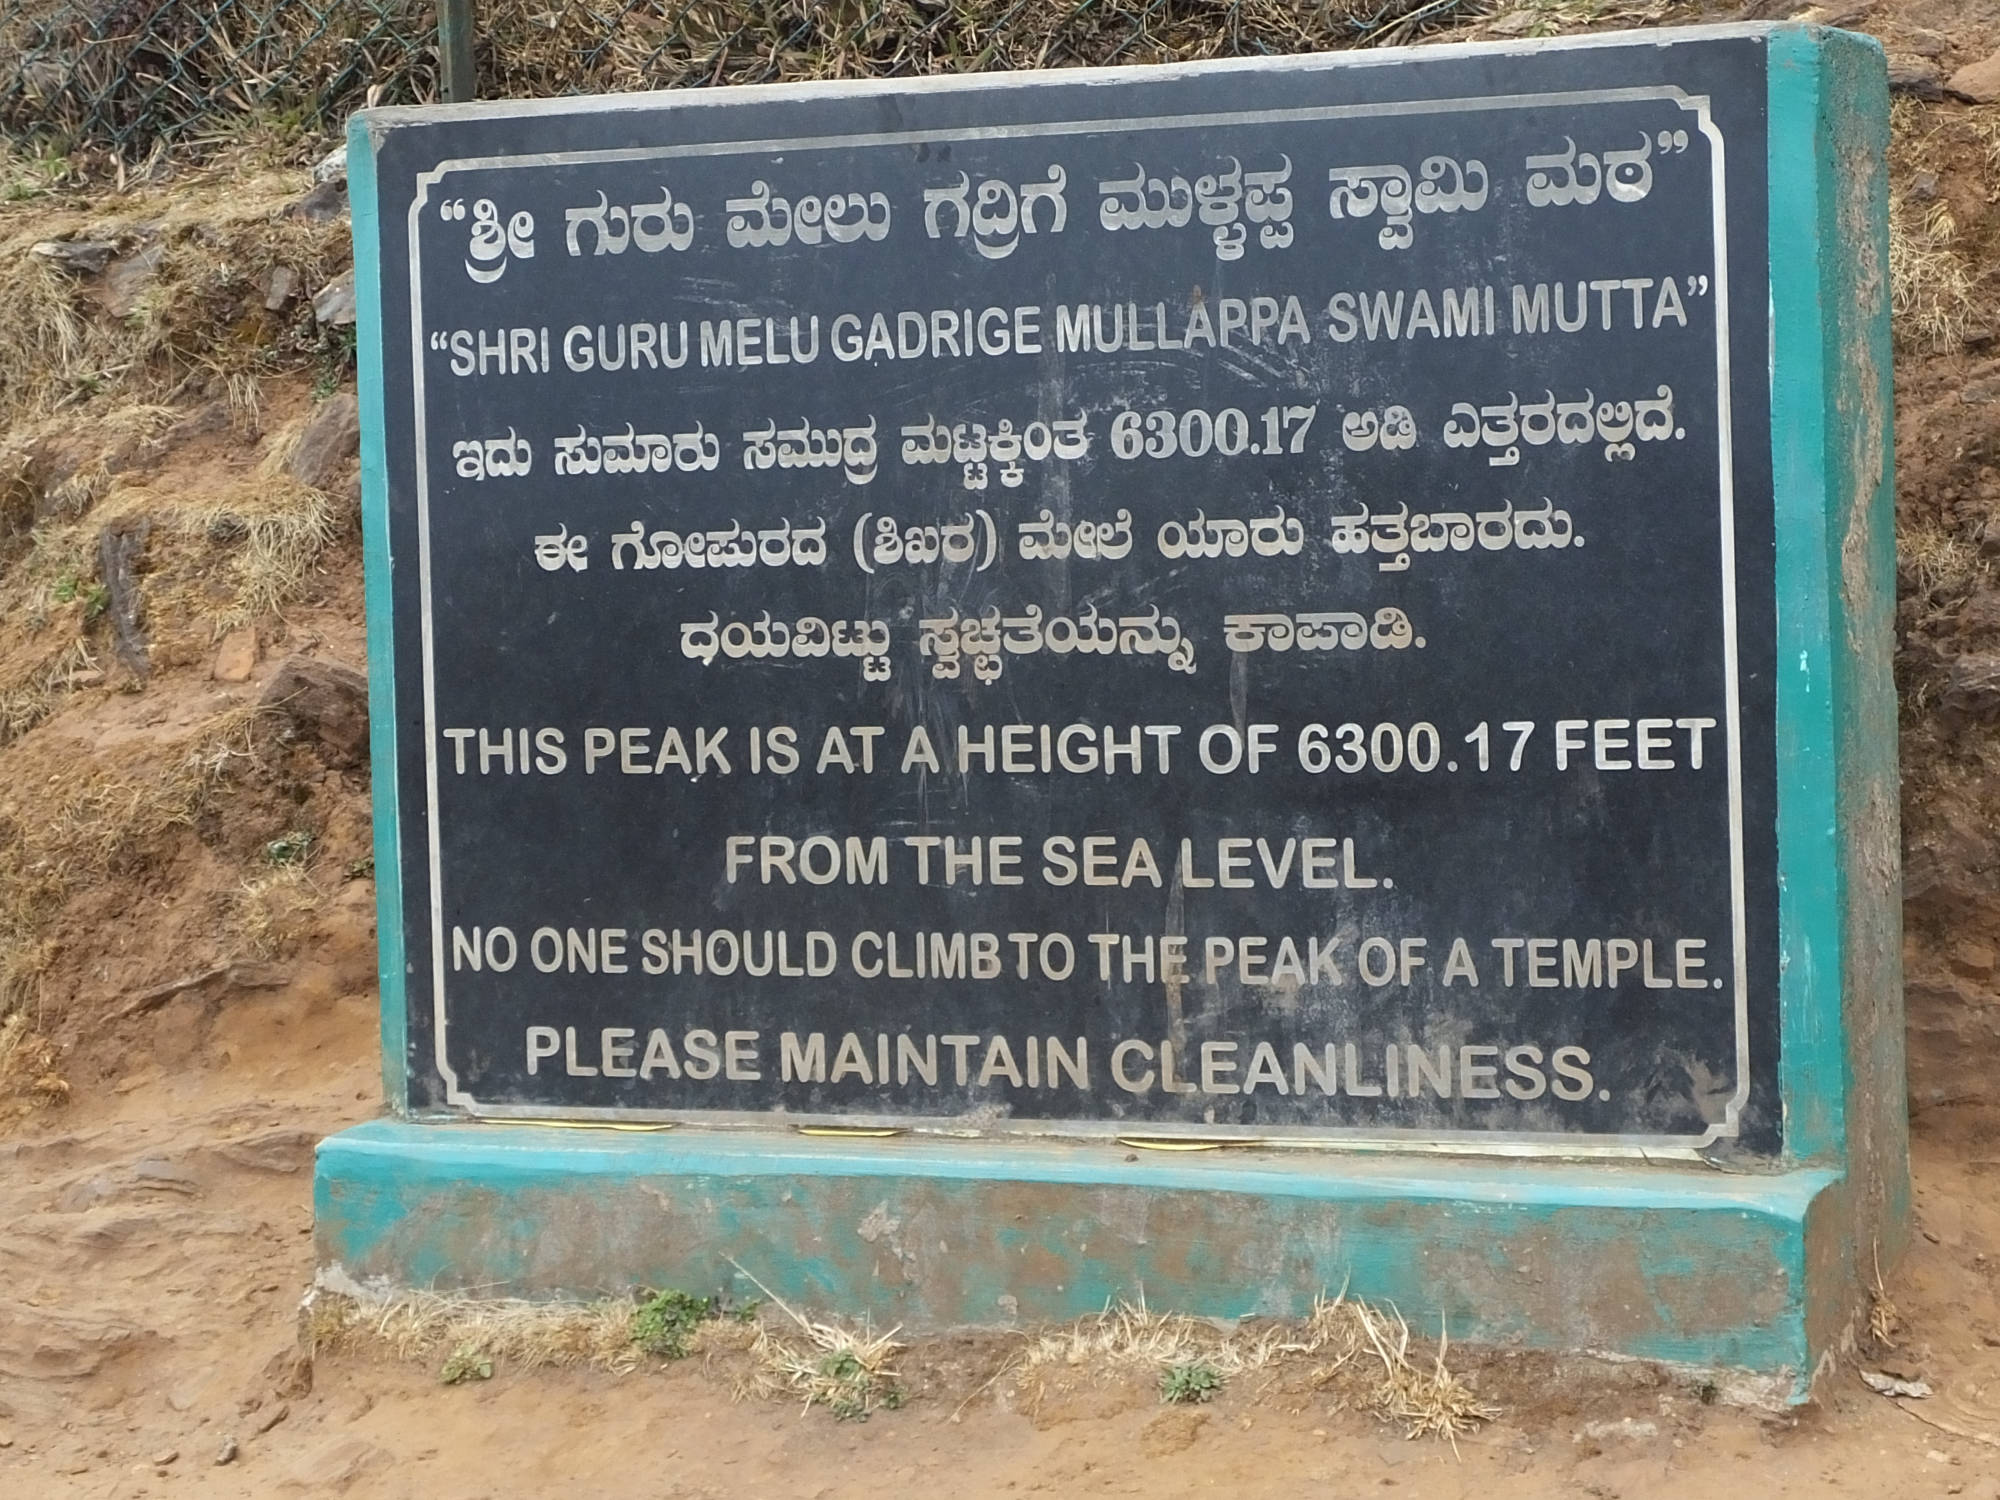 “ಶ್ರೀ ಗುರು ಮೇಲು ಗದ್ರಿಗೆ ಮುಳ್ಳಪ್ಪ ಸ್ವಾಮಿ ಮಠ”
“SHRI GURU MELU GADRIGE MULLAPPA SWAMI MUTTA”
ಇದು ಸುಮಾರು ಸಮುದ್ರ ಮಟ್ಟಕ್ಕಿಂತ 6300.17 ಅಡಿ ಎತ್ತರದಲ್ಲಿದೆ.
ಈ ಗೋಪುರದ (ಶಿಖರ) ಮೇಲೆ ಯಾರು ಹತ್ತಬಾರದು.
ಧಯವಿಟ್ಟು ಸ್ವಚ್ಛತೆಯನ್ನು ಕಾಪಾಡಿ.
THIS PEAK IS AT A HEIGHT OF 6300.17 FEET
FROM THE SEA LEVEL.
NO ONE SHOULD CLIMB TO THE PEAK OF A TEMPLE.
PLEASE MAINTAIN CLEANLINESS.